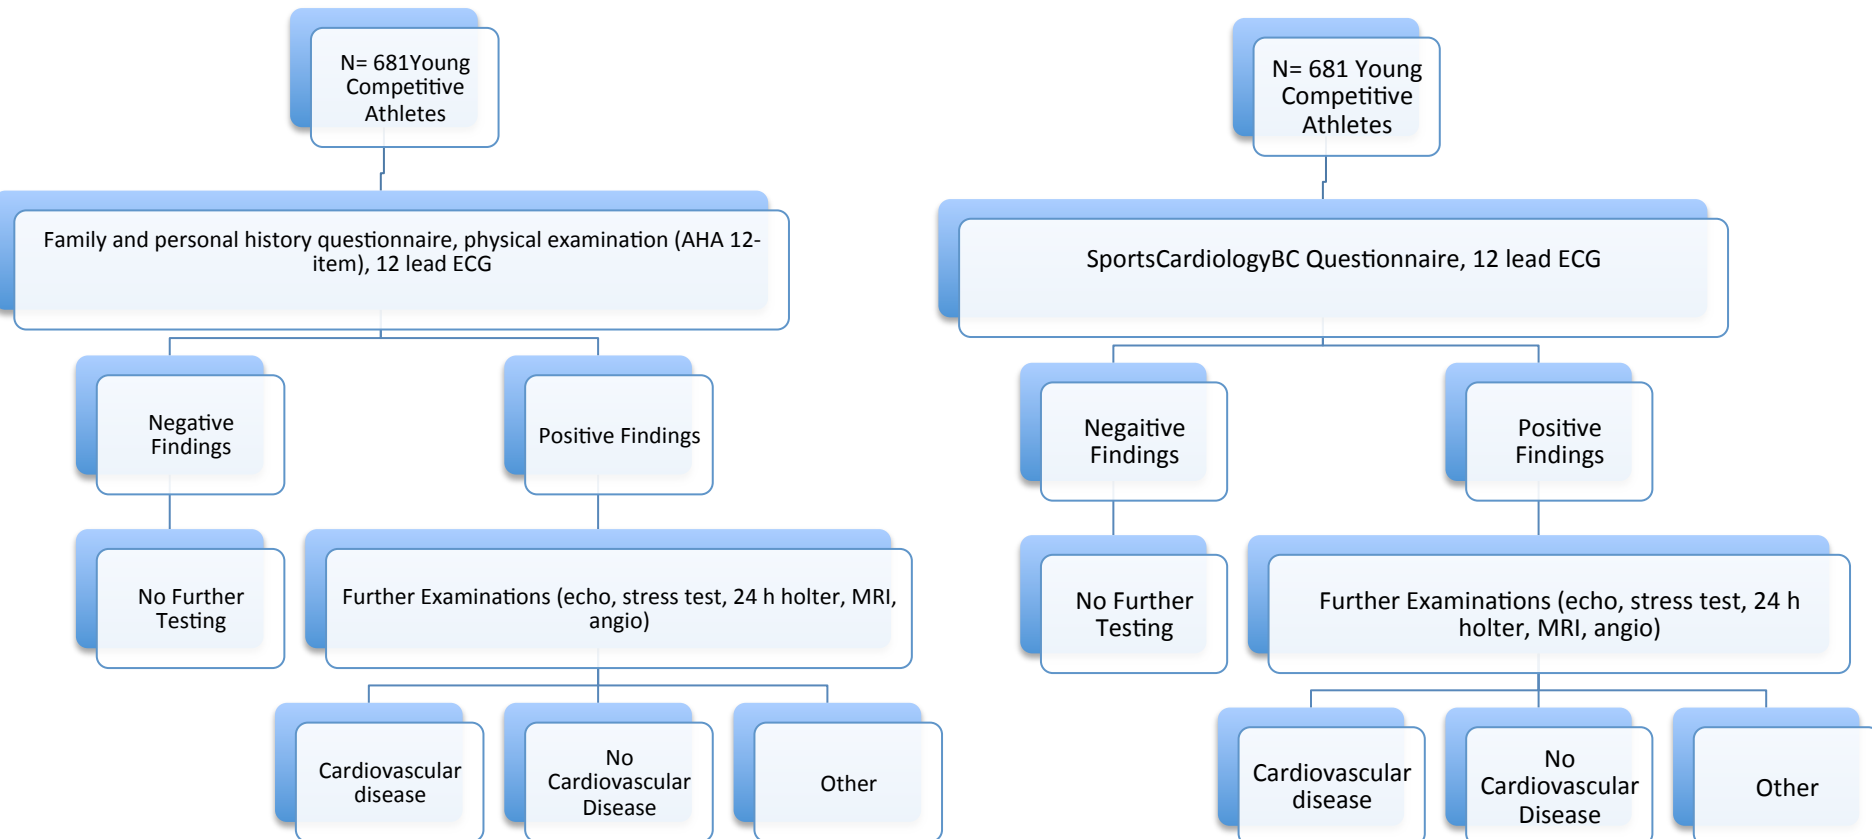 N= 681Young
Competitive
Athletes
Family and personal history questionnaire, physical examination (AHA 12-
item), 12 lead ECG
Negative
Findings
Positive Findings
No Further
Testing
Further Examinations (echo, stress test, 24 h holter, MRI,
angio)
Cardiovascular
disease
No
Cardiovascular
Disease
Other
N= 681 Young
Competitive
Athletes
SportsCardiologyBC Questionnaire, 12 lead ECG
Negaitive
Findings
Positive
Findings
No Further
Testing
Further Examinations (echo, stress test, 24 h
holter, MRI, angio)
Cardiovascular
disease
No
Cardiovascular
Disease
Other